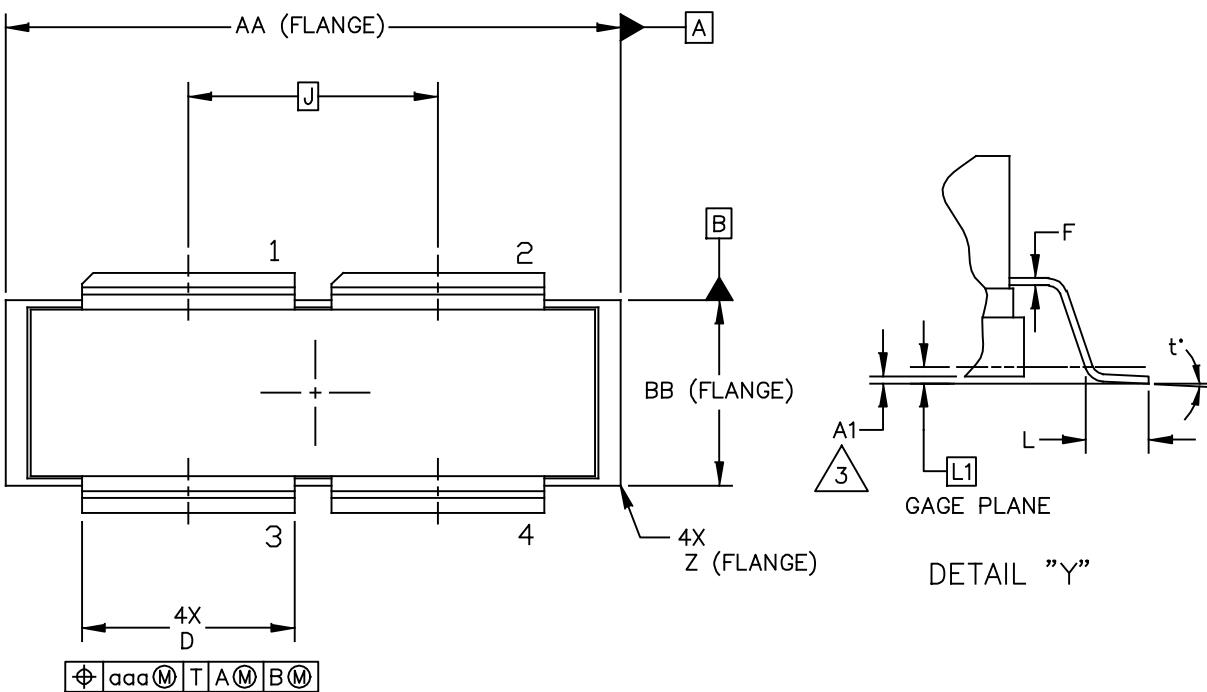 AA (FLANGE)
A
J
B
1
2
F
BB (FLANGE)
t°
A1
3
L
L1
GAGE PLANE
3
4
4X
Z (FLANGE)
DETAIL "Y"
4X
D
⌖ aaa Ⓜ T A Ⓜ B Ⓜ